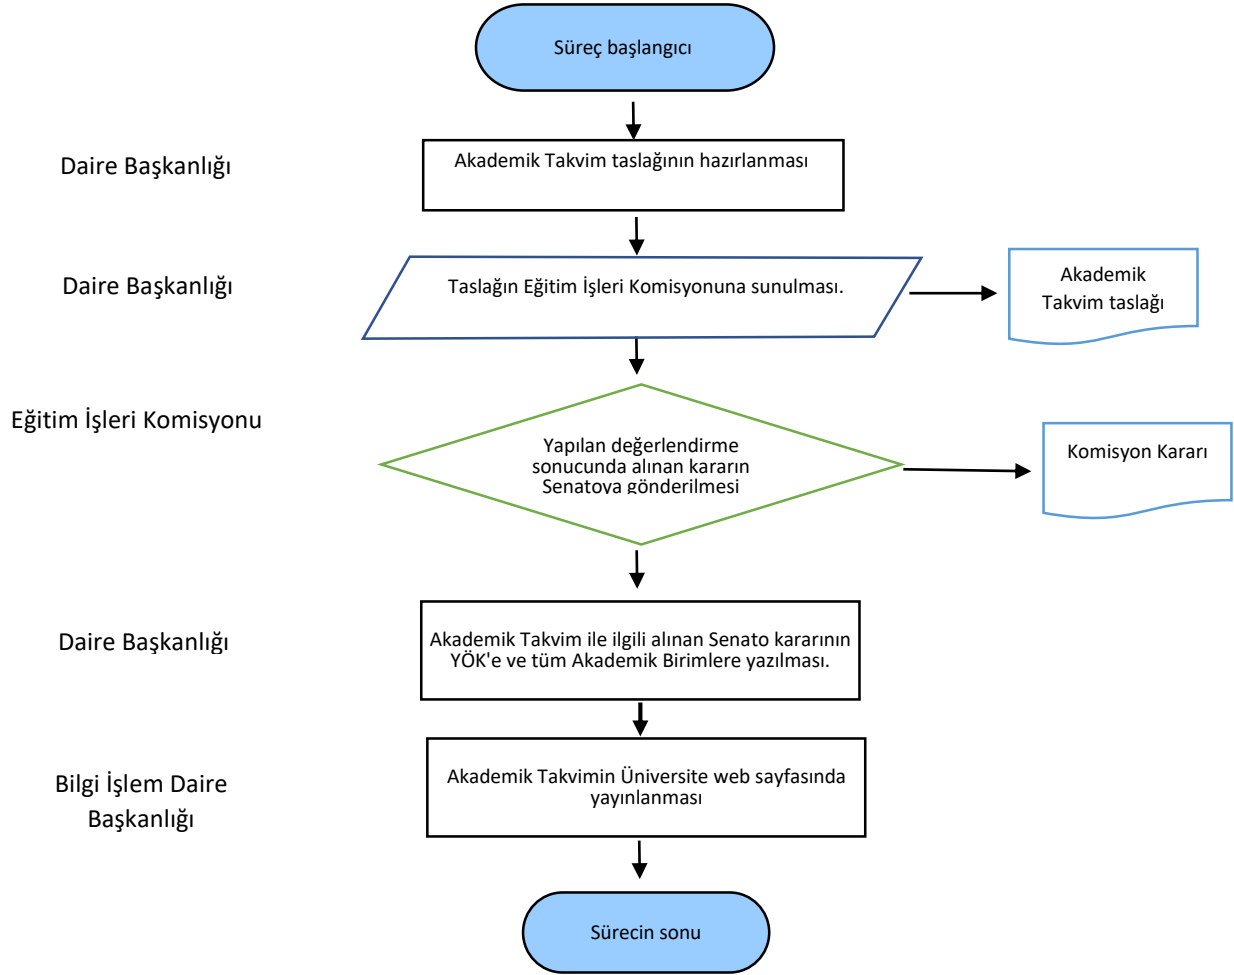 Süreç başlangıcı
Daire Başkanlığı
Akademik Takvim taslağının hazırlanması
Daire Başkanlığı
Taslağın Eğitim İşleri Komisyonuna sunulması.
Akademik
Takvim taslağı
Eğitim İşleri Komisyonu
Yapılan değerlendirme
sonucunda alınan kararın
Senatoya gönderilmesi
Komisyon Kararı
Daire Başkanlığı
Akademik Takvim ile ilgili alınan Senato kararının
YÖK'e ve tüm Akademik Birimlere yazılması.
Bilgi İşlem Daire
Başkanlığı
Akademik Takvimin Üniversite web sayfasında
yayınlanması
Sürecin sonu